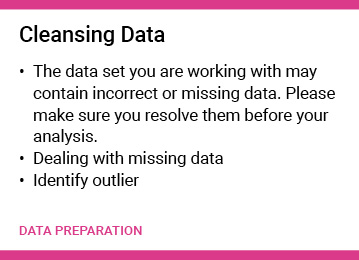 Cleansing Data
• The data set you are working with may
contain incorrect or missing data. Please
make sure you resolve them before your
analysis.
• Dealing with missing data
• Identify outlier
DATA PREPARATION